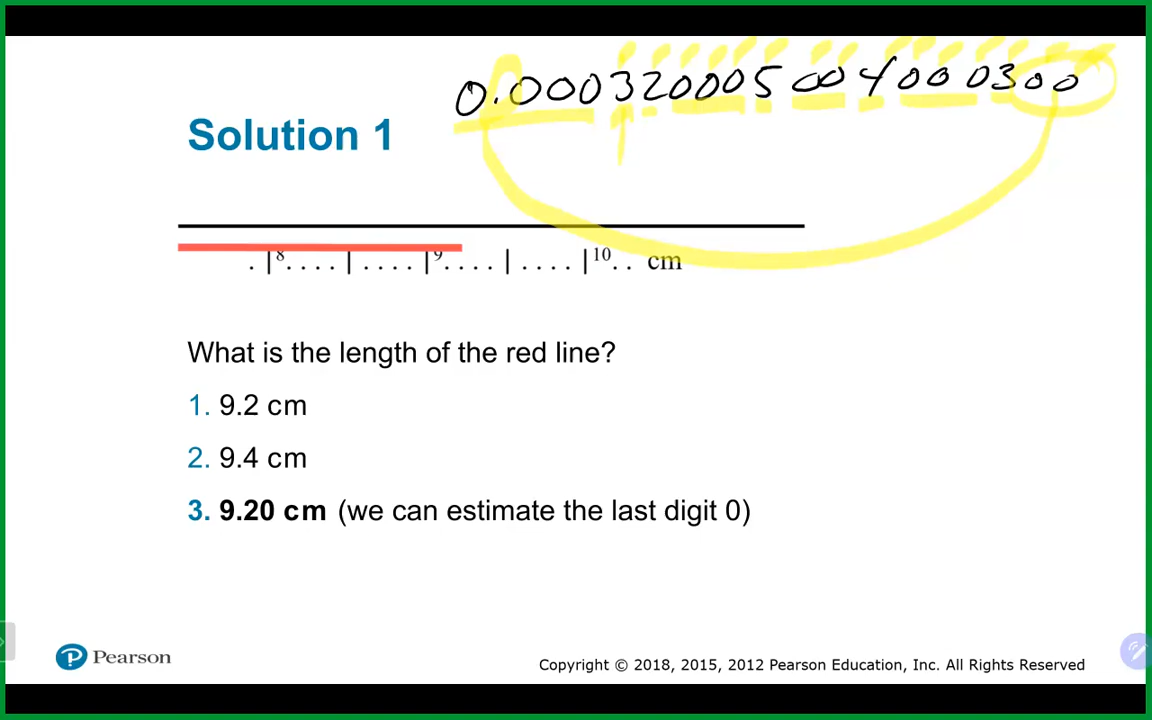 0.000320005004000300
Solution 1
. |⁸. . . . | . . . . |⁹. . . . | . . . . |¹⁰. . cm
What is the length of the red line?
1. 9.2 cm
2. 9.4 cm
3. 9.20 cm (we can estimate the last digit 0)
P Pearson
Copyright © 2018, 2015, 2012 Pearson Education, Inc. All Rights Reserved